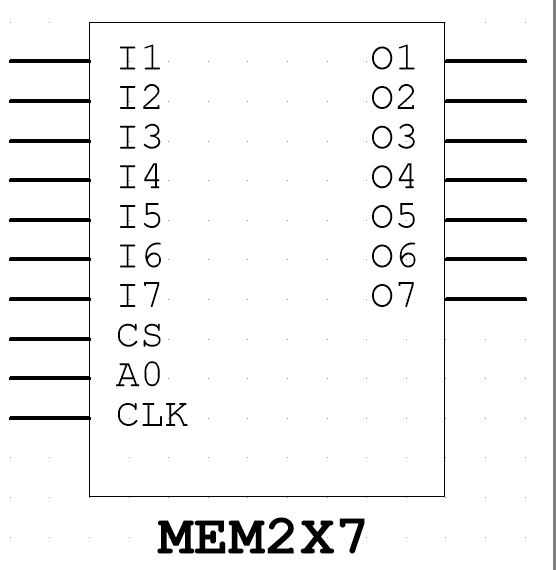 I1 O1
I2 O2
I3 O3
I4 O4
I5 O5
I6 O6
I7 O7
CS
A0
CLK
MEM2X7